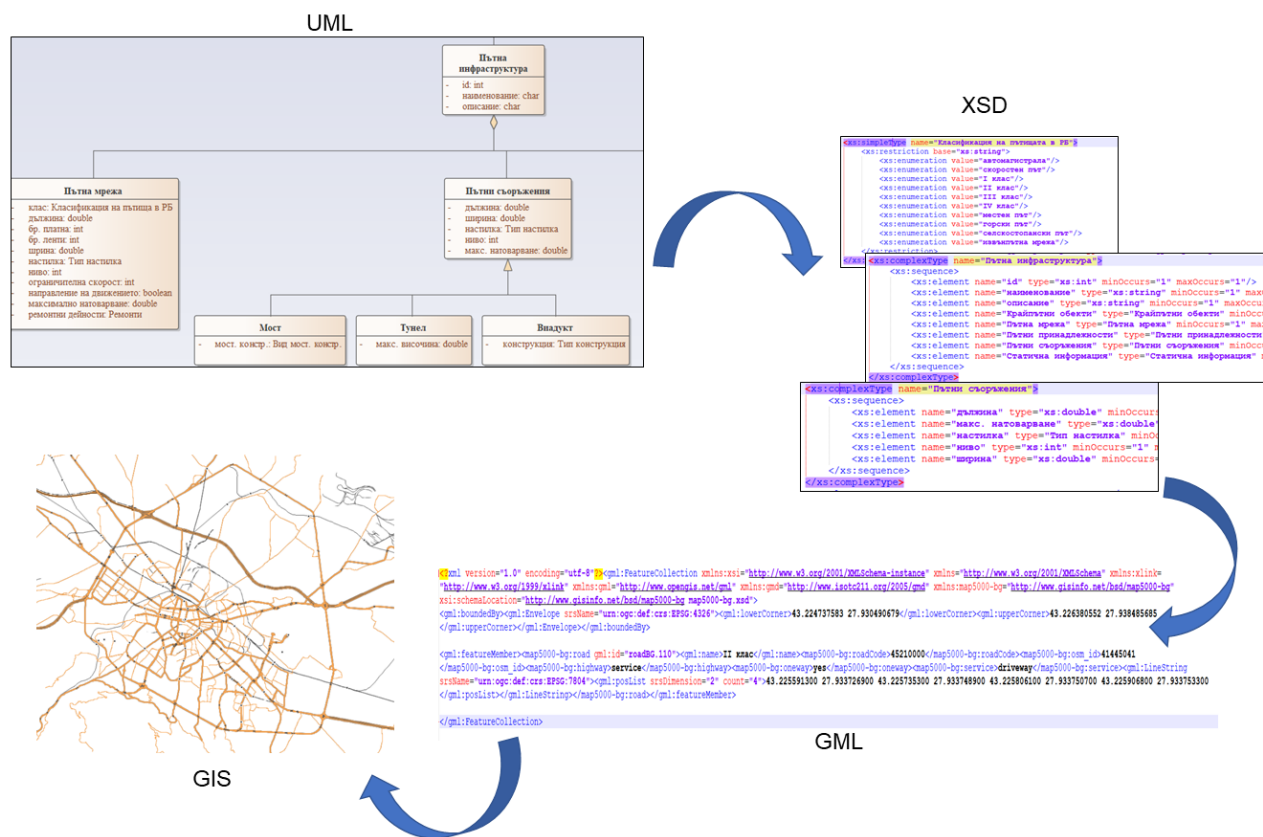 UML
Пътна
инфраструктура
- id: int
- наименование: char
- описание: char
Пътна мрежа
- клас: Класификация на пътища в РБ
- дължина: double
- бр. платна: int
- бр. ленти: int
- шрина: double
- настилка: Тип настилка
- ниво: int
- ограничителна скорост: int
- направление на движението: boolean
- максимално натоварване: double
- ремонтни дейности: Ремонти
Пътни съоръжения
- дължина: double
- ширина: double
- настилка: Тип настилка
- ниво: int
- макс. натоварване: double
Мост
- мост. констр.: Вид мост. констр.
Тунел
- макс. височина: double
Виадукт
- конструкция: Тип конструкция
XSD
<xs:simpleType name="Класификация на пътищата в РБ">
<xs:restriction base="xs:string">
<xs:enumeration value="автомагистрала"/>
<xs:enumeration value="скоростен път"/>
<xs:enumeration value="I клас"/>
<xs:enumeration value="II клас"/>
<xs:enumeration value="III клас"/>
<xs:enumeration value="IV клас"/>
<xs:enumeration value="местен път"/>
<xs:enumeration value="горски път"/>
<xs:enumeration value="селскостопански път"/>
<xs:enumeration value="извънпътна мрежа"/>
<xs:complexType name="Пътна инфраструктура">
<xs:sequence>
<xs:element name="id" type="xs:int" minOccurs="1" maxOccurs="1"/>
<xs:element name="наименование" type="xs:string" minOccurs="1" maxOc
<xs:element name="описание" type="xs:string" minOccurs="1" maxOccurs
<xs:element name="Крайпътни обекти" type="Крайпътни обекти" minOccur
<xs:element name="Пътна мрежа" type="Пътна мрежа" minOccurs="1" max
<xs:element name="Пътни принадлежности" type="Пътни принадлежности"
<xs:element name="Пътни съоръжения" type="Пътни съоръжения" minOccur
<xs:element name="Статична информация" type="Статична информация" m
</xs:complexType>
<xs:complexType name="Пътни съоръжения">
<xs:sequence>
<xs:element name="дължина" type="xs:double" minOccurs
<xs:element name="макс. натоварване" type="xs:double"
<xs:element name="настилка" type="Тип настилка" minOc
<xs:element name="ниво" type="xs:int" minOccurs="1" m
<xs:element name="ширина" type="xs:double" minOccurs=
</xs:sequence>
</xs:complexType>
<?xml version="1.0" encoding="utf-8"?><gml:FeatureCollection xmlns:xsi="http://www.w3.org/2001/XMLSchema-instance" xmlns="http://www.w3.org/2001/XMLSchema" xmlns:xlink=
"http://www.w3.org/1999/xlink" xmlns:gml="http://www.opengis.net/gml" xmlns:gmd="http://www.isotc211.org/2005/gmd" xmlns:map5000-bg="http://www.gisinfo.net/bsd/map5000-bg"
xsi:schemaLocation="http://www.gisinfo.net/bsd/map5000-bg map5000-bg.xsd">
<gml:boundedBy><gml:Envelope srsName="urn:ogc:def:crs:EPSG:4326"><gml:lowerCorner>43.224737583 27.930490679</gml:lowerCorner><gml:upperCorner>43.226380552 27.938485685
</gml:upperCorner></gml:Envelope></gml:boundedBy>
<gml:featureMember><map5000-bg:road gml:id="roadBG.110"><gml:name>II клас</gml:name><map5000-bg:roadCode>45210000</map5000-bg:roadCode><map5000-bg:osm_id>41445041
</map5000-bg:osm_id><map5000-bg:highway>service</map5000-bg:highway><map5000-bg:oneway>yes</map5000-bg:oneway><map5000-bg:service>driveway</map5000-bg:service><gml:LineString
srsName="urn:ogc:def:crs:EPSG:7804"><gml:posList srsDimension="2" count="4">43.225591300 27.933726900 43.225735300 27.933748900 43.225806100 27.933750700 43.225906800 27.933753300
</gml:posList></gml:LineString></map5000-bg:road></gml:featureMember>
</gml:FeatureCollection>
GML
GIS